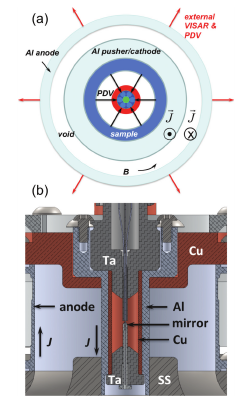 (a)
external
VISAR &
PDV
Al anode
Al pusher/cathode
PDV
J J
void
sample
B
(b)
Ta
Cu
anode
Al
mirror
J J
Cu
Ta
SS